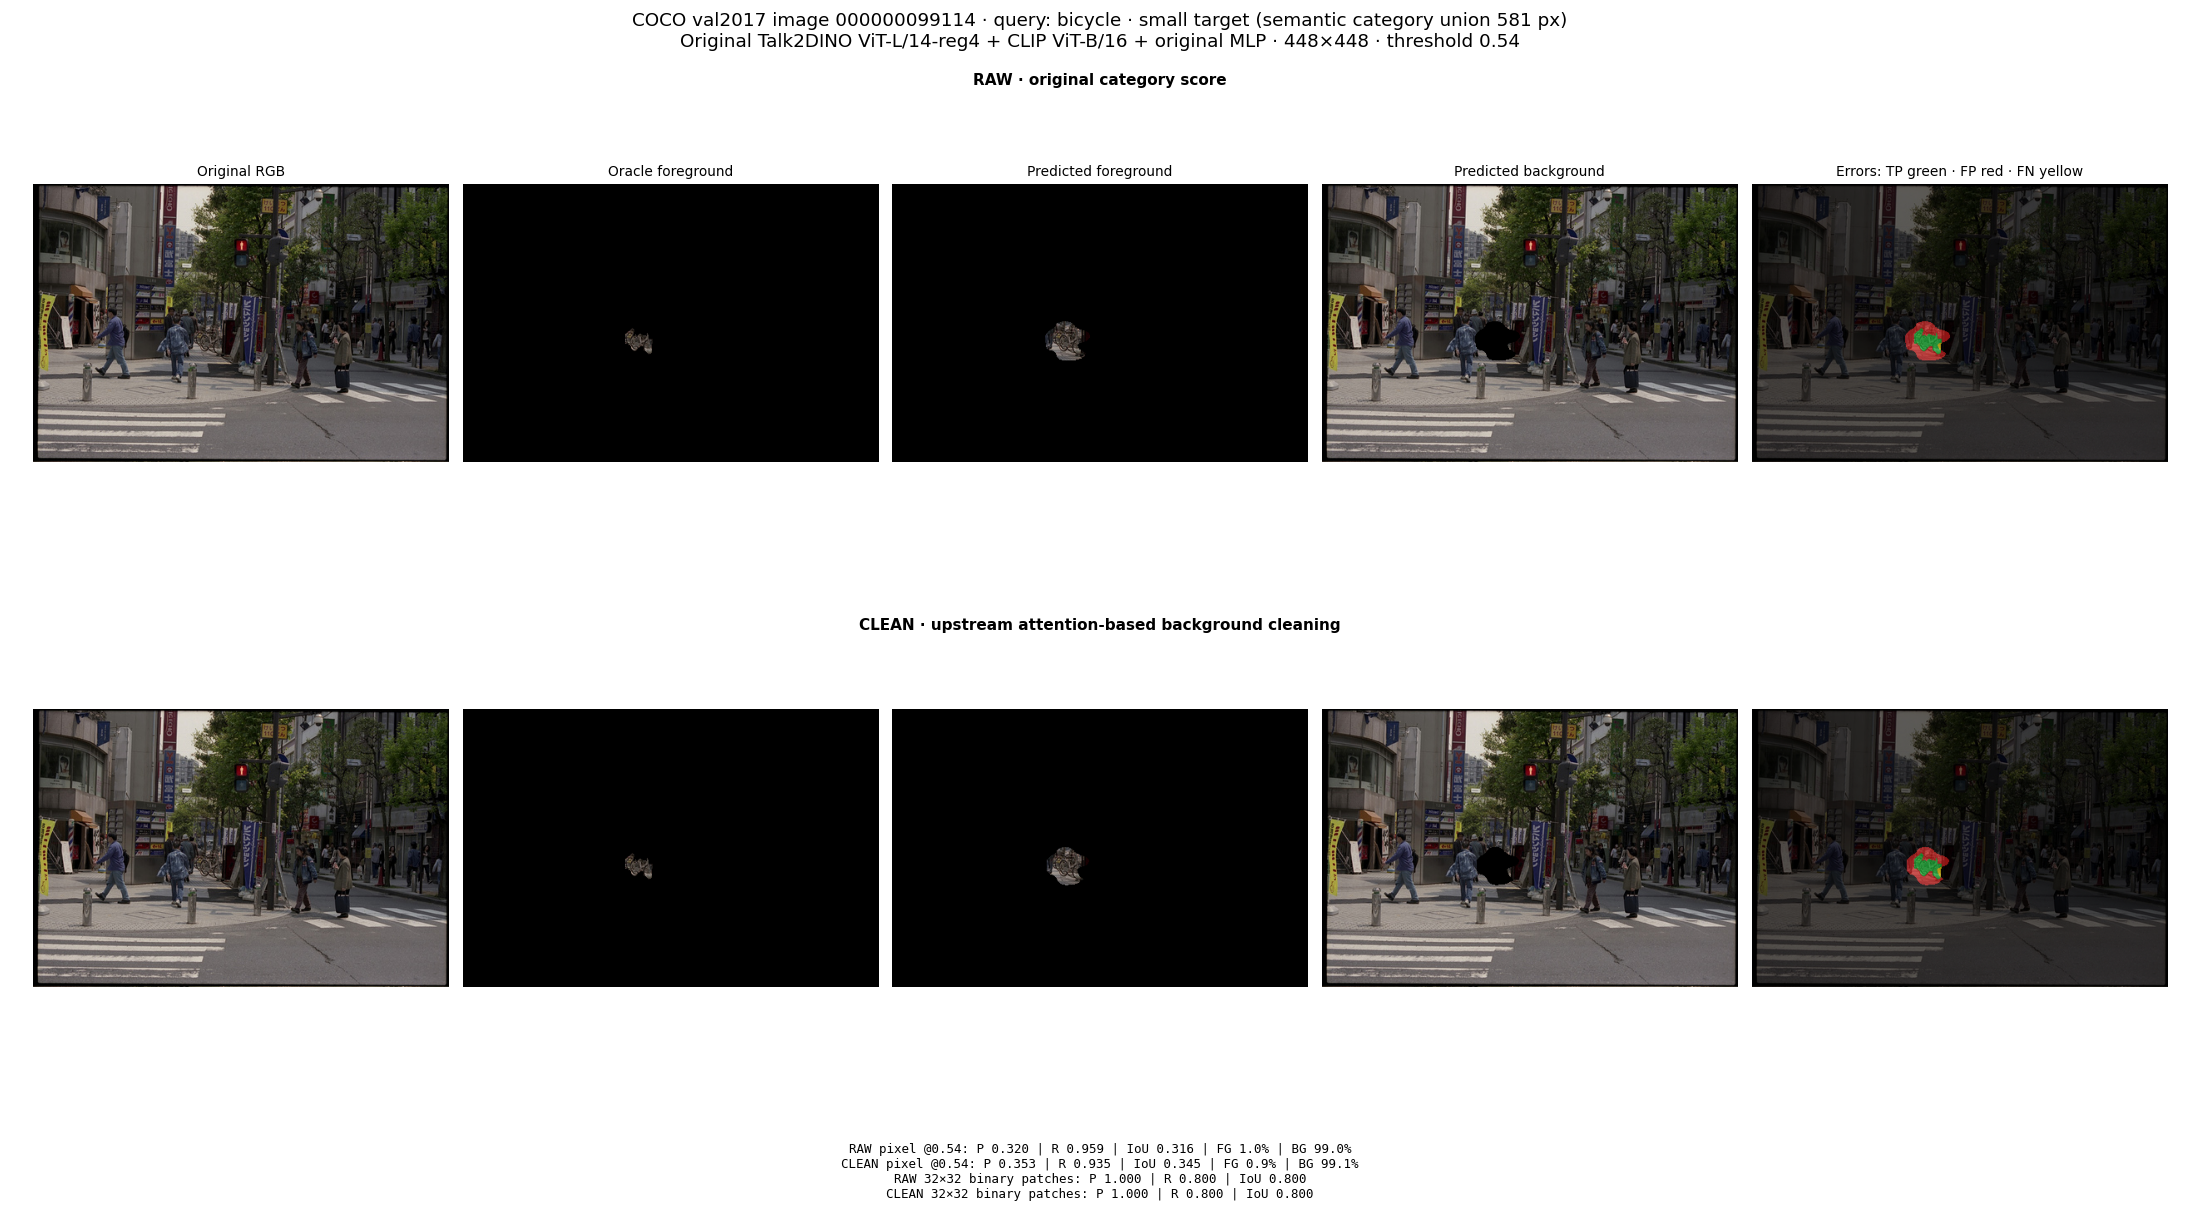 COCO val2017 image 000000099114 · query: bicycle · small target (semantic category union 581 px)
Original Talk2DINO ViT-L/14-reg4 + CLIP ViT-B/16 + original MLP · 448×448 · threshold 0.54
RAW · original category score
Original RGB
Oracle foreground
Predicted foreground
Predicted background
Errors: TP green · FP red · FN yellow
CLEAN · upstream attention-based background cleaning
RAW pixel @0.54: P 0.320 | R 0.959 | IoU 0.316 | FG 1.0% | BG 99.0%
CLEAN pixel @0.54: P 0.353 | R 0.935 | IoU 0.345 | FG 0.9% | BG 99.1%
RAW 32×32 binary patches: P 1.000 | R 0.800 | IoU 0.800
CLEAN 32×32 binary patches: P 1.000 | R 0.800 | IoU 0.800